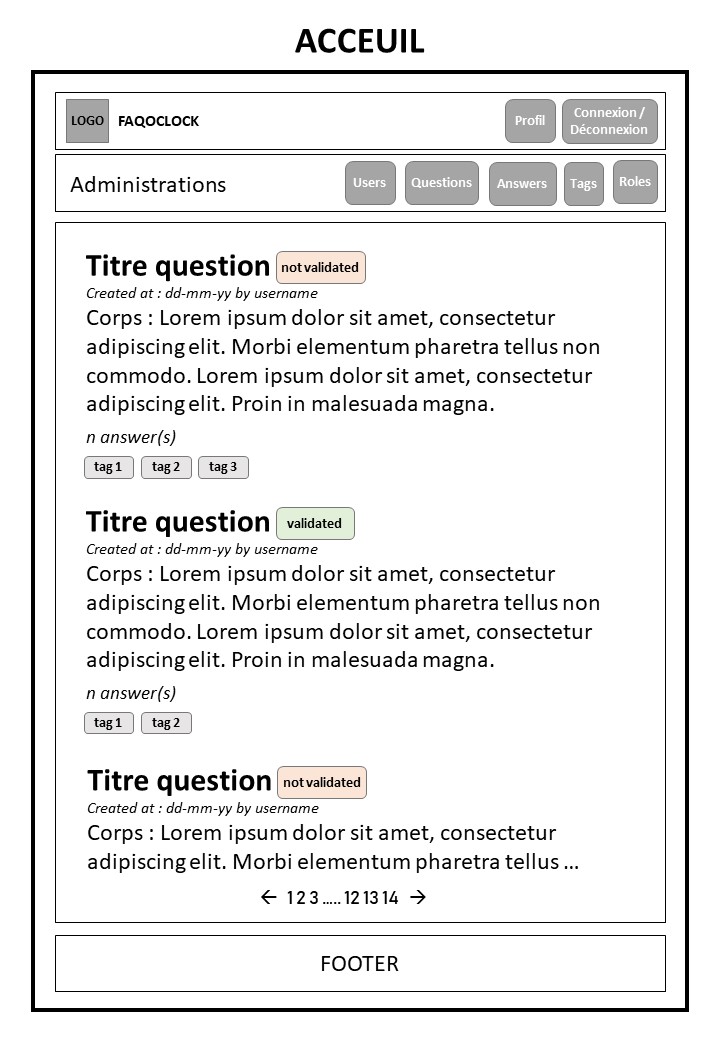 ACCEUIL
LOGO FAQOCLOCK Profil Connexion /
Déconnexion
Administrations Users Questions Answers Tags Roles
Titre question not validated
Created at : dd-mm-yy by username
Corps : Lorem ipsum dolor sit amet, consectetur
adipiscing elit. Morbi elementum pharetra tellus non
commodo. Lorem ipsum dolor sit amet, consectetur
adipiscing elit. Proin in malesuada magna.
n answer(s)
tag 1 tag 2 tag 3
Titre question validated
Created at : dd-mm-yy by username
Corps : Lorem ipsum dolor sit amet, consectetur
adipiscing elit. Morbi elementum pharetra tellus non
commodo. Lorem ipsum dolor sit amet, consectetur
adipiscing elit. Proin in malesuada magna.
n answer(s)
tag 1 tag 2
Titre question not validated
Created at : dd-mm-yy by username
Corps : Lorem ipsum dolor sit amet, consectetur
adipiscing elit. Morbi elementum pharetra tellus ...
← 1 2 3 ..... 12 13 14 →
FOOTER